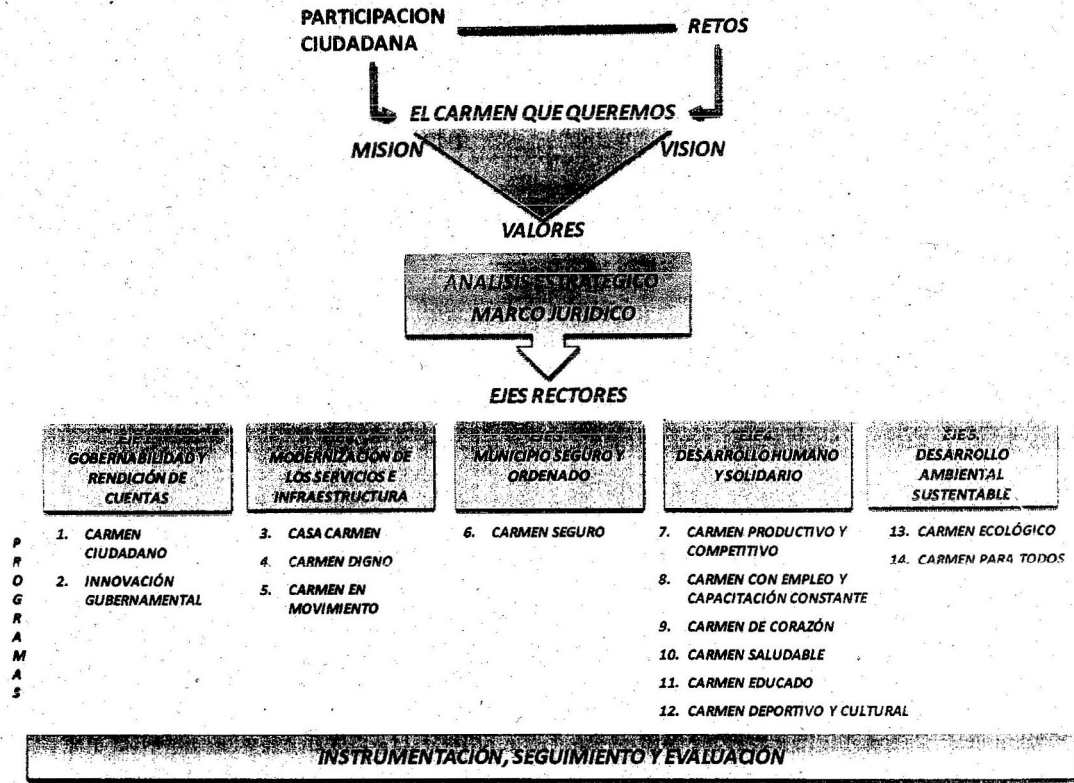 PARTICIPACION
CIUDADANA
RETOS
EL CARMEN QUE QUEREMOS
MISION
VISION
VALORES
ANALISIS ESTRATEGICO
MARCO JURIDICO
EJES RECTORES
GOBERNABILIDAD Y
RENDICIÓN DE
CUENTAS
MODERNIZACIÓN DE
LOS SERVICIOS E
INFRAESTRUCTURA
MUNICIPIO SEGURO Y
ORDENADO
EJE 4.
DESARROLLO HUMANO
Y SOLIDARIO
EJE 5.
DESARROLLO
AMBIENTAL
SUSTENTABLE
PROGRAMAS
1. CARMEN
CIUDADANO
2. INNOVACIÓN
GUBERNAMENTAL
3. CASA CARMEN
4. CARMEN DIGNO
5. CARMEN EN
MOVIMIENTO
6. CARMEN SEGURO
7. CARMEN PRODUCTIVO Y
COMPETITIVO
8. CARMEN CON EMPLEO Y
CAPACITACIÓN CONSTANTE
9. CARMEN DE CORAZÓN
10. CARMEN SALUDABLE
11. CARMEN EDUCADO
12. CARMEN DEPORTIVO Y CULTURAL
13. CARMEN ECOLÓGICO
14. CARMEN PARA TODOS
INSTRUMENTACIÓN, SEGUIMIENTO Y EVALUACIÓN